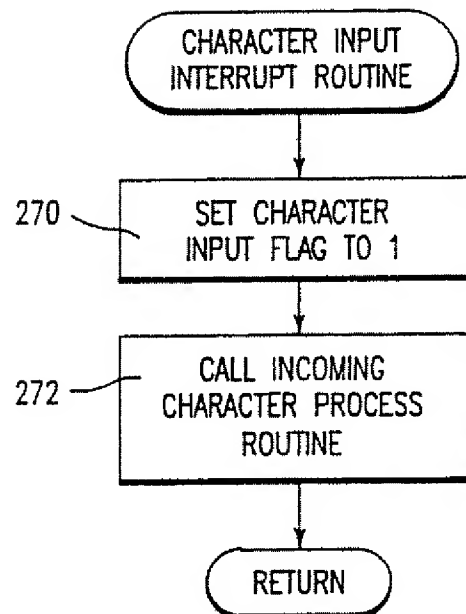 CHARACTER INPUT
INTERRUPT ROUTINE
270
SET CHARACTER
INPUT FLAG TO 1
272
CALL INCOMING
CHARACTER PROCESS
ROUTINE
RETURN